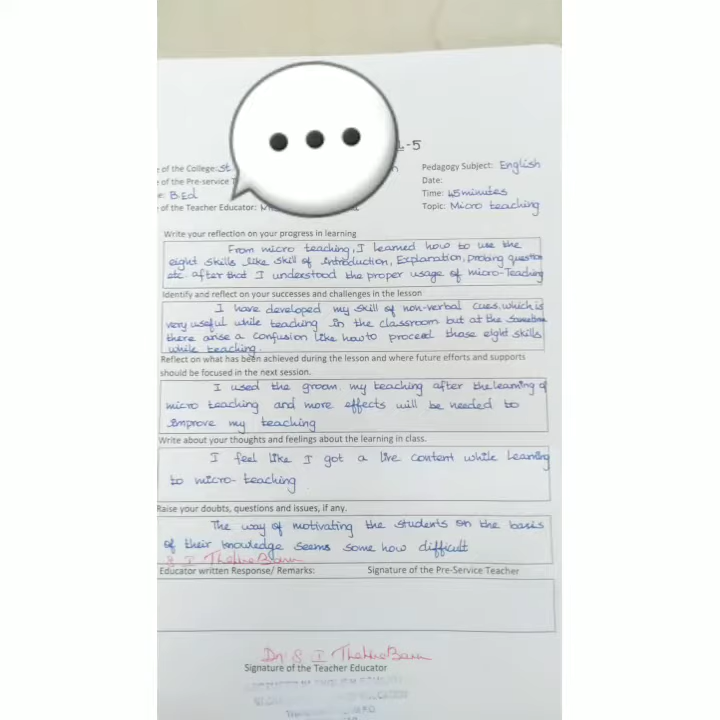 -5
of the College: St.
Pedagogy Subject: English
of the Pre-service
Date:
B.Ed
Time: 45 minutes
of the Teacher Educator:
Topic: Micro teaching
Write your reflection on your progress in learning
From micro teaching, I learned how to use the
eight skills like skill of Introduction, Explanation, probing question
etc. after that I understood the proper usage of micro-Teaching
Identify and reflect on your successes and challenges in the lesson
I have developed my skill of non-verbal cues which is
very useful while teaching in the classroom but at the sametime
there arise a confusion like how to proceed those eight skills
while teaching.
Reflect on what has been achieved during the lesson and where future efforts and supports
should be focused in the next session.
I used the groom my teaching after the learning of
micro teaching and more effects will be needed to
improve my teaching
Write about your thoughts and feelings about the learning in class.
I feel like I got a live content while learning
to micro-teaching
Raise your doubts, questions and issues, if any.
The way of motivating the students on the basis
of their knowledge seems some how difficult
Educator written Response/ Remarks:
Signature of the Pre-Service Teacher
Dr S I
Signature of the Teacher Educator